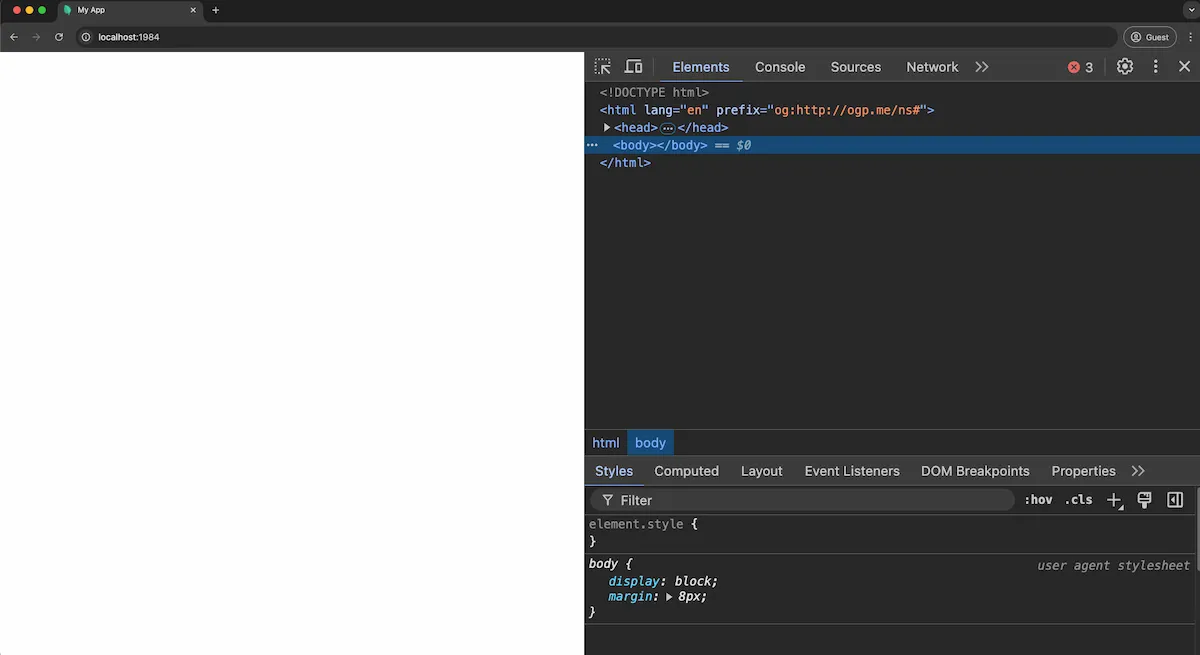 My App
localhost:1984
Guest
Elements Console Sources Network 3
<!DOCTYPE html>
<html lang="en" prefix="og:http://ogp.me/ns#">
<head>…</head>
… <body></body> == $0
</html>
html body
Styles Computed Layout Event Listeners DOM Breakpoints Properties
Filter :hov .cls
element.style {
}
body { user agent stylesheet
display: block;
margin: 8px;
}